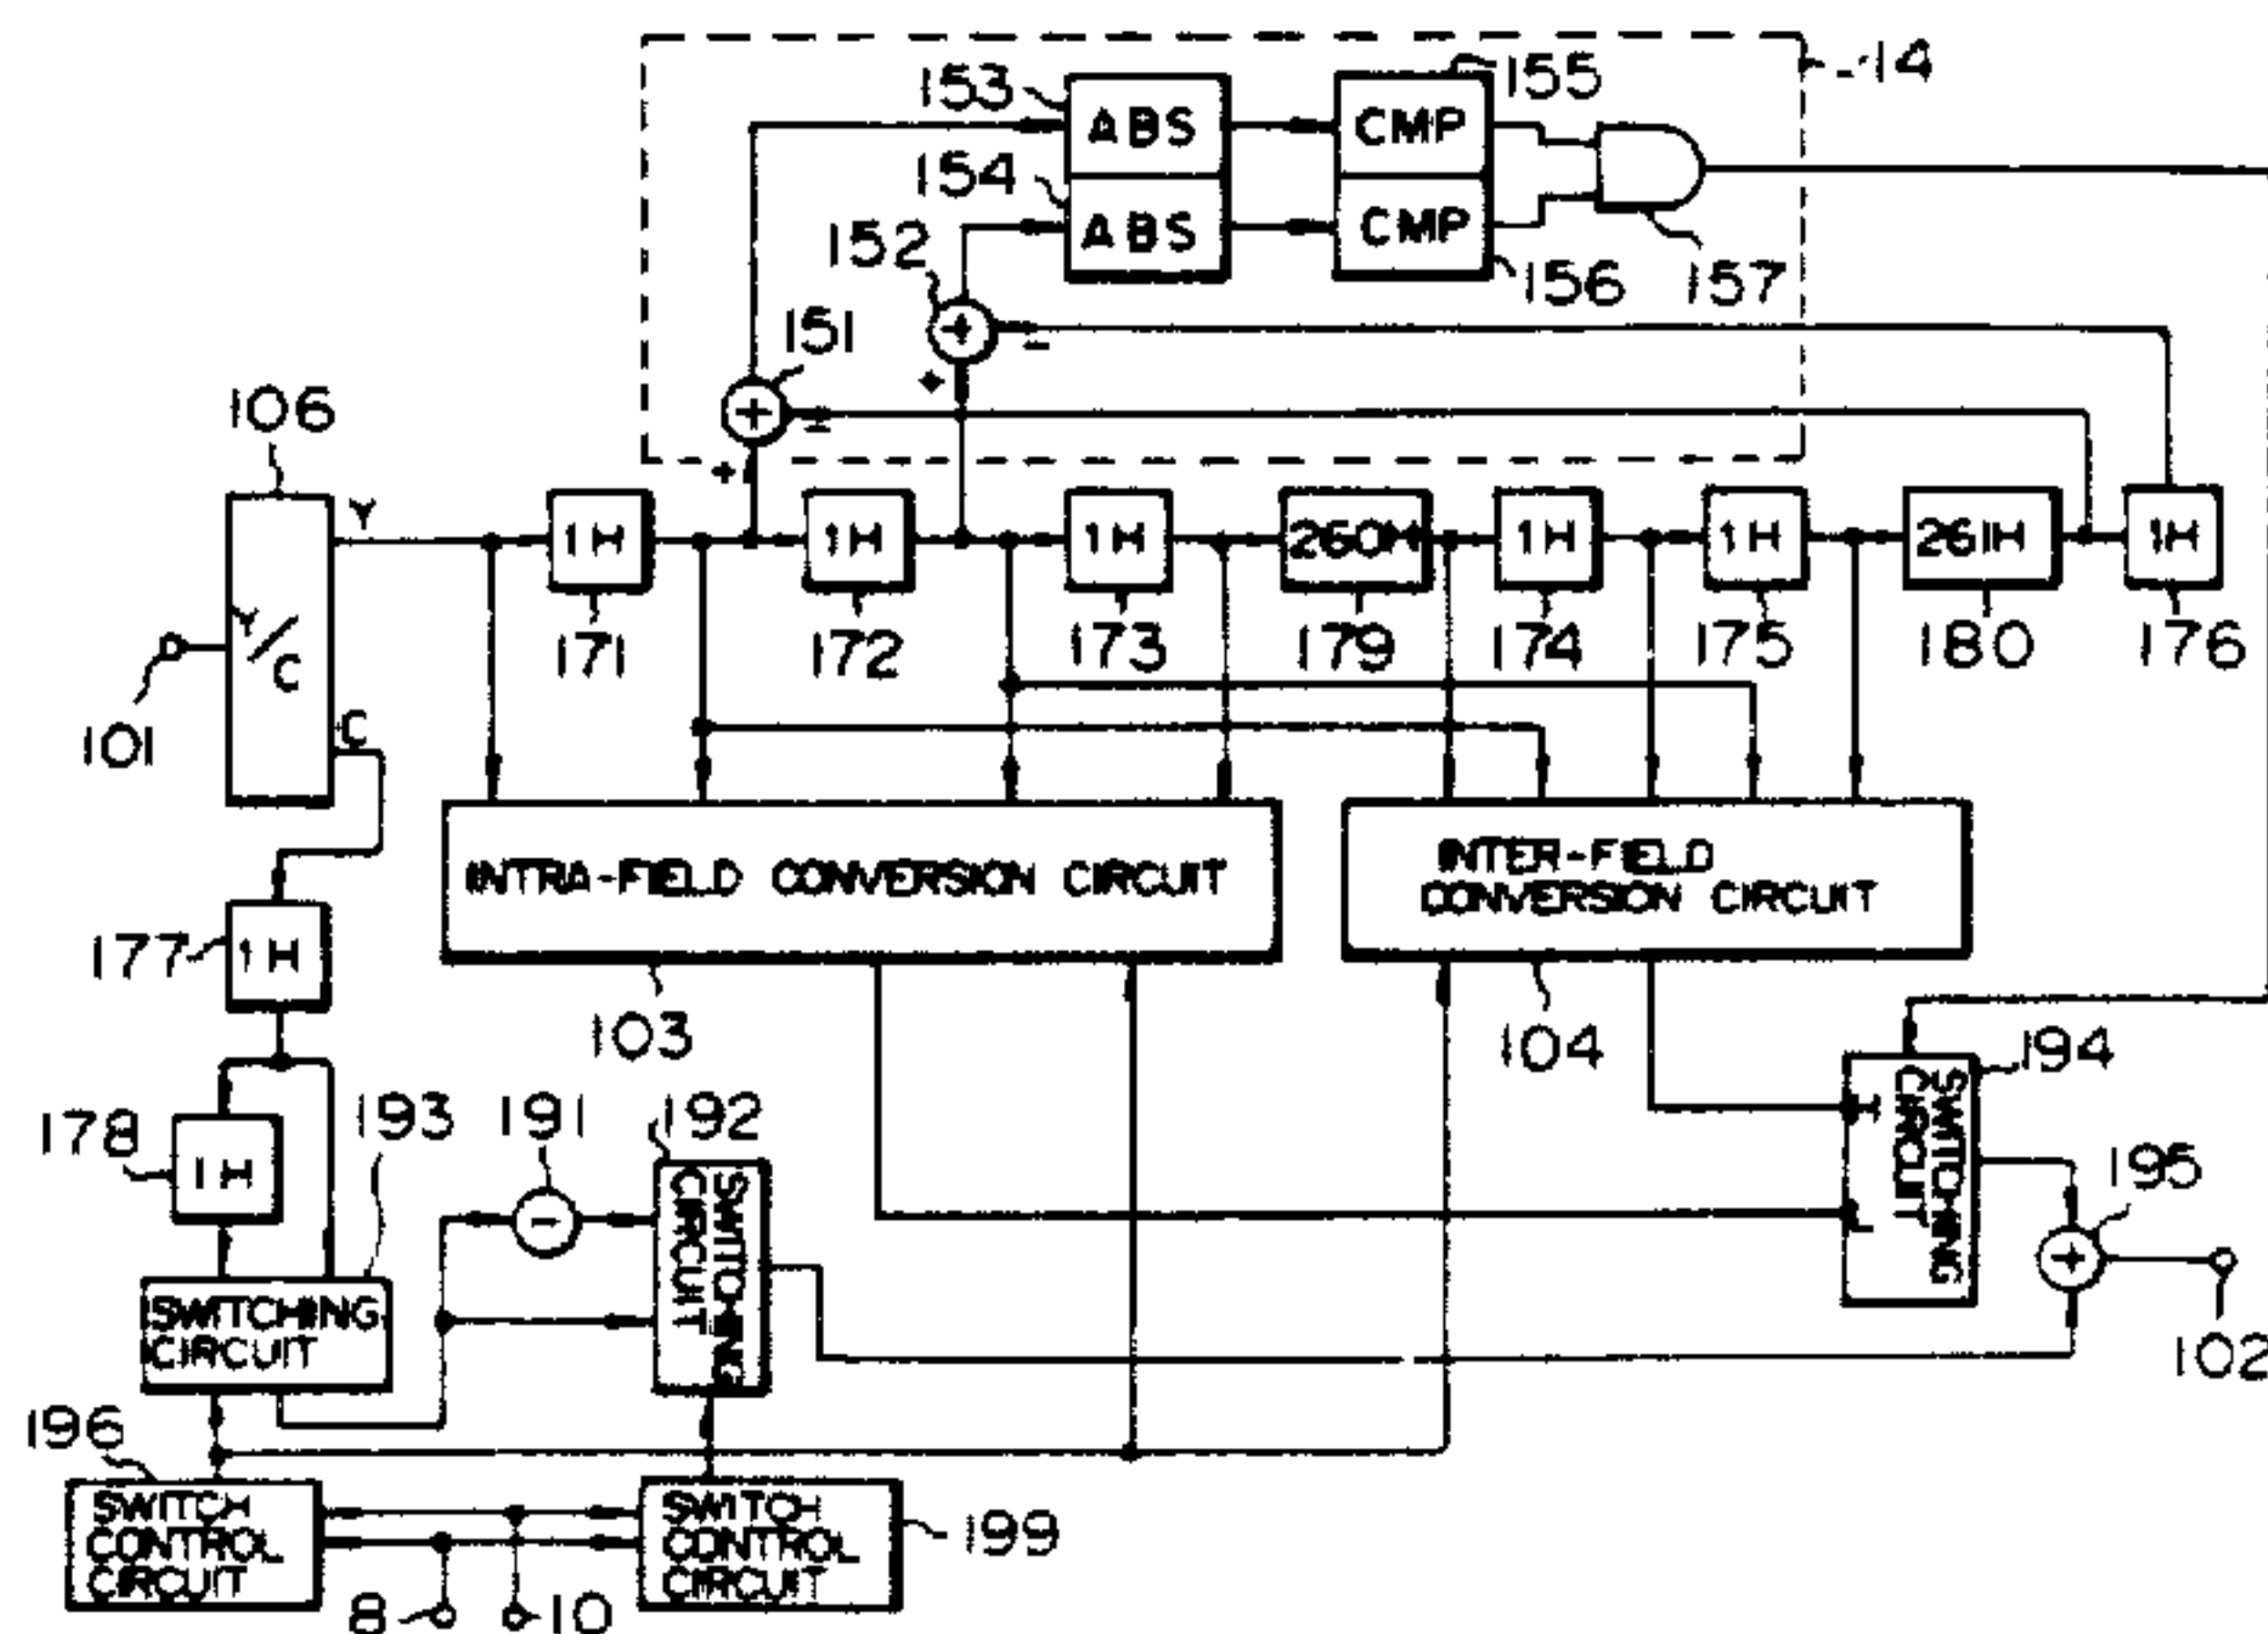 14
153
ABS
CMP
155
154
ABS
CMP
152
156
157
151
-
+
+
106
+
Y
1H
1H
1H
260H
1H
1H
261H
1H
Y/C
171
172
173
179
174
175
180
176
101
C
INTRA-FIELD CONVERSION CIRCUIT
INTER-FIELD
CONVERSION CIRCUIT
177
1H
103
104
194
178
1H
193
191
192
SWITCHING
CIRCUIT
195
-
SWITCHING
CIRCUIT
+
SWITCHING
CIRCUIT
102
196
SWITCH
CONTROL
CIRCUIT
SWITCH
CONTROL
CIRCUIT
199
8
10